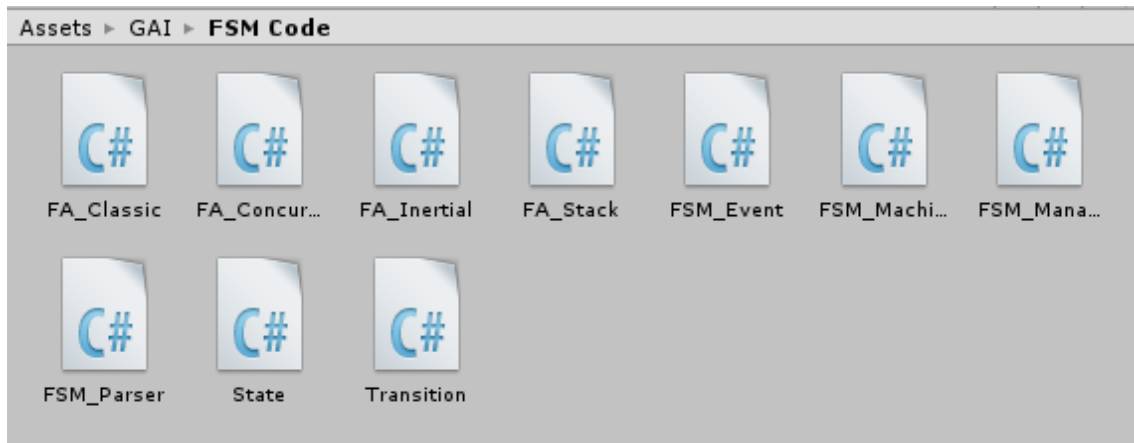 Assets ▸ GAI ▸ FSM Code
C# C# C# C# C# C# C#
FA_Classic FA_Concur... FA_Inertial FA_Stack FSM_Event FSM_Machi... FSM_Mana...
C# C# C#
FSM_Parser State Transition